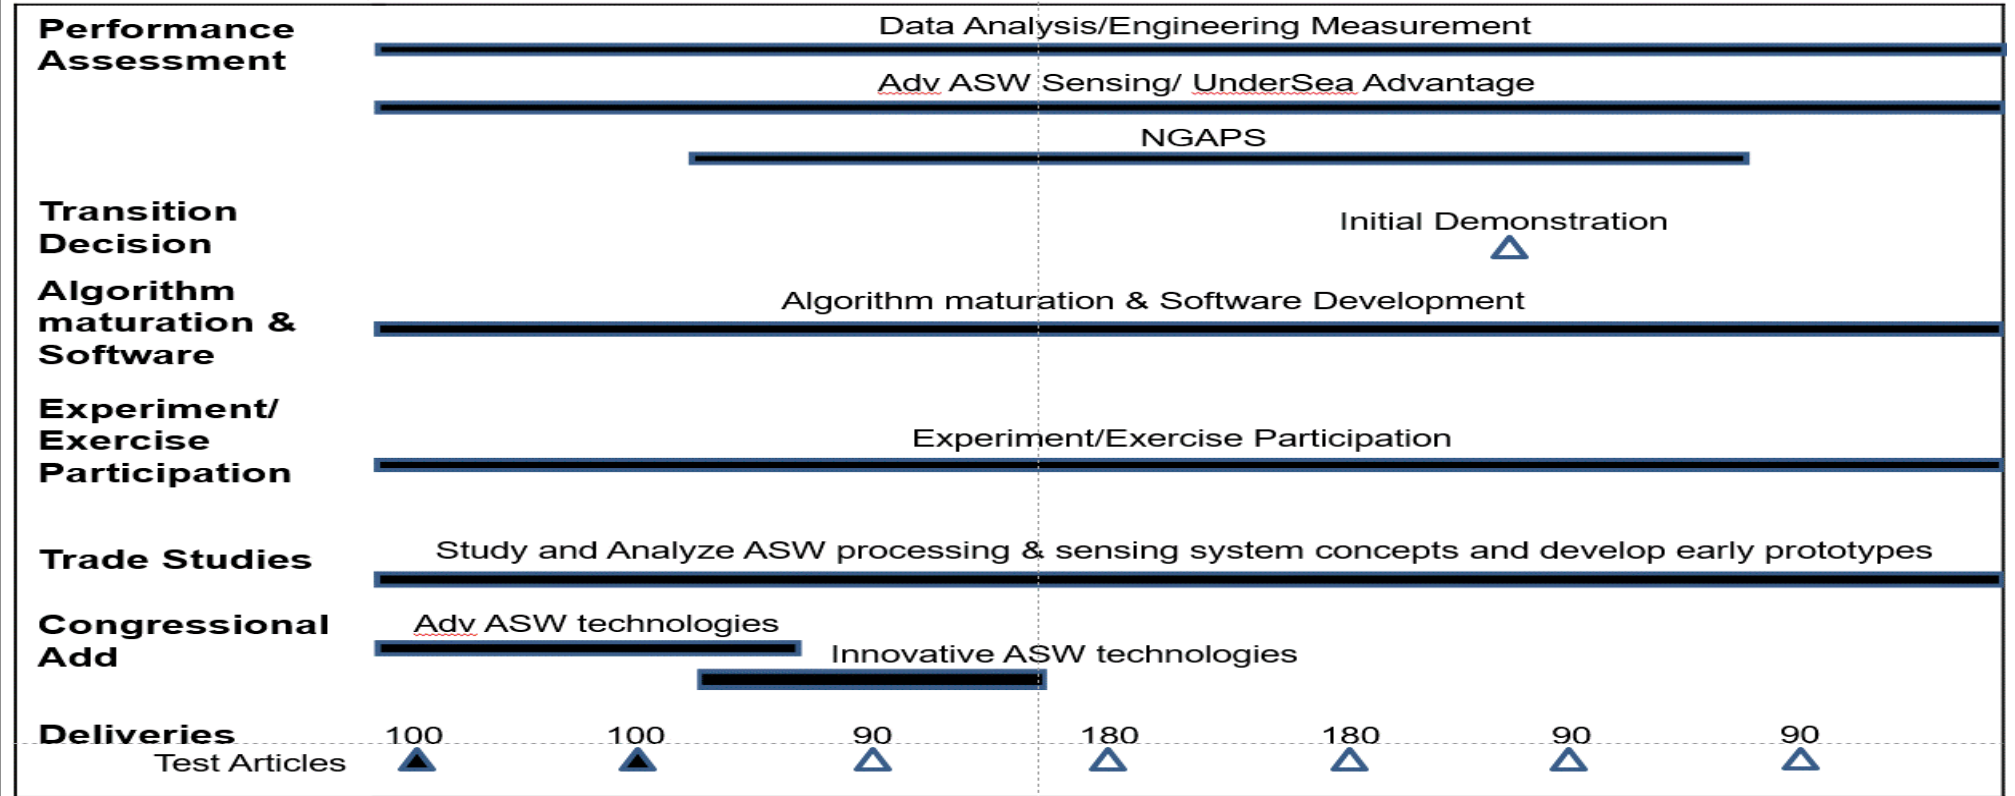 Performance
Assessment
Data Analysis/Engineering Measurement
Adv ASW Sensing/ UnderSea Advantage
NGAPS
Transition
Decision
Initial Demonstration
Algorithm
maturation &
Software
Algorithm maturation & Software Development
Experiment/
Exercise
Participation
Experiment/Exercise Participation
Trade Studies
Study and Analyze ASW processing & sensing system concepts and develop early prototypes
Congressional
Add
Adv ASW technologies
Innovative ASW technologies
Deliveries
100 100 90 180 180 90 90
Test Articles